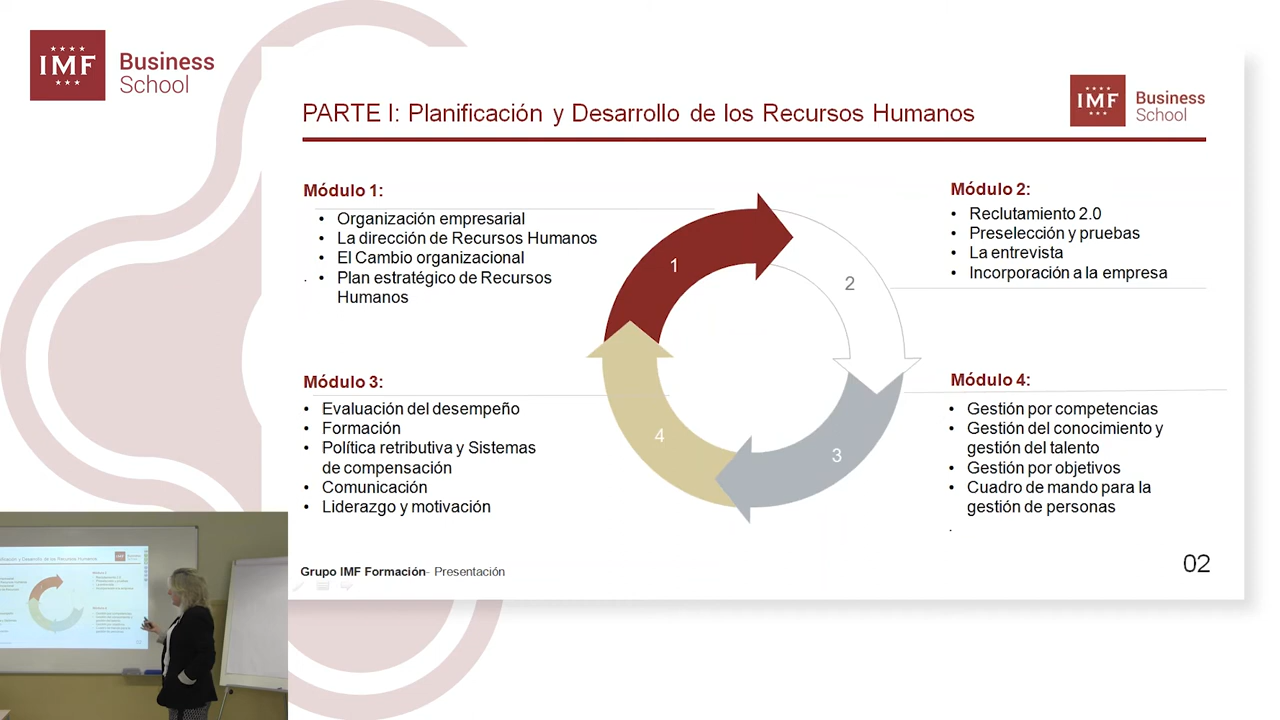 IMF Business
School
PARTE I: Planificación y Desarrollo de los Recursos Humanos
IMF Business
School
Módulo 1:
• Organización empresarial
• La dirección de Recursos Humanos
• El Cambio organizacional
• Plan estratégico de Recursos
Humanos
Módulo 2:
• Reclutamiento 2.0
• Preselección y pruebas
• La entrevista
• Incorporación a la empresa
1
2
3
4
Módulo 3:
• Evaluación del desempeño
• Formación
• Política retributiva y Sistemas
de compensación
• Comunicación
• Liderazgo y motivación
Módulo 4:
• Gestión por competencias
• Gestión del conocimiento y
gestión del talento
• Gestión por objetivos
• Cuadro de mando para la
gestión de personas
.
Grupo IMF Formación- Presentación
02